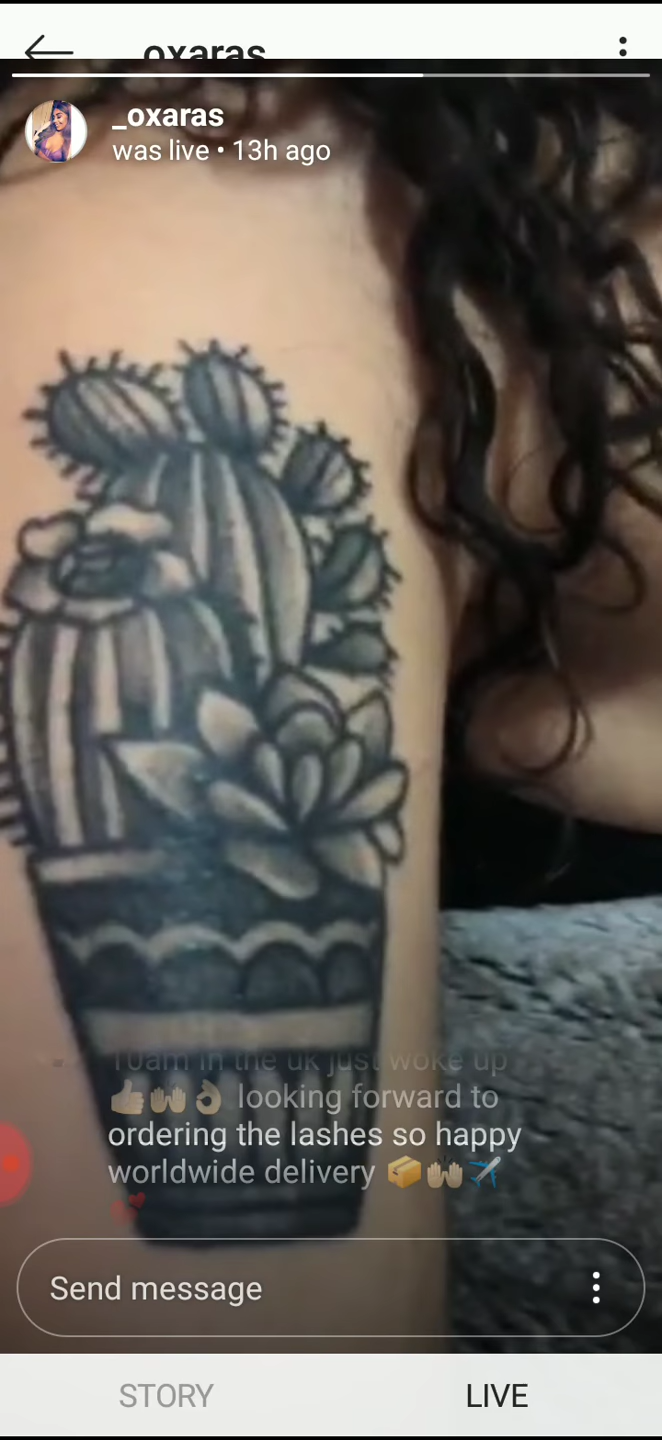 _oxaras
_oxaras
was live • 13h ago
10am in the uk just woke up
👍🏼🙌🏼👌🏼 looking forward to
ordering the lashes so happy
worldwide delivery 📦🙌🏼✈️
💕
Send message
STORY LIVE